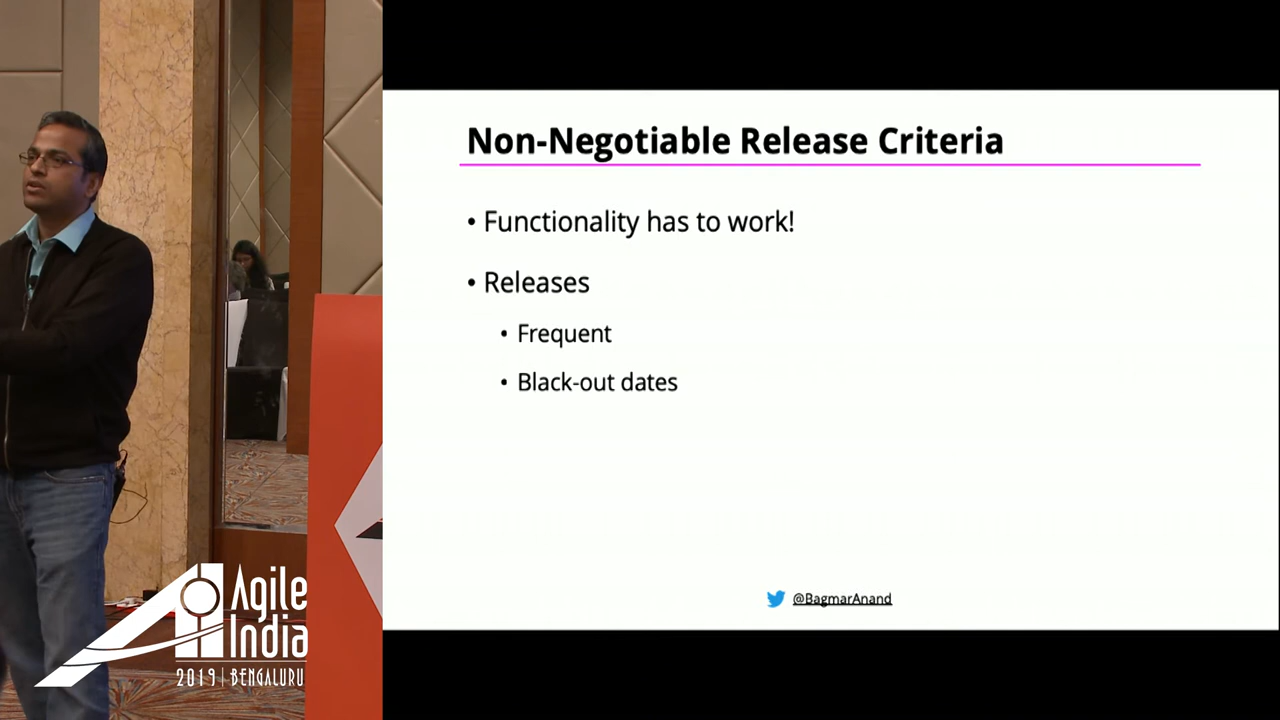 Non-Negotiable Release Criteria
• Functionality has to work!
• Releases
• Frequent
• Black-out dates
@BagmarAnand
Agile
India
2019 | BENGALURU